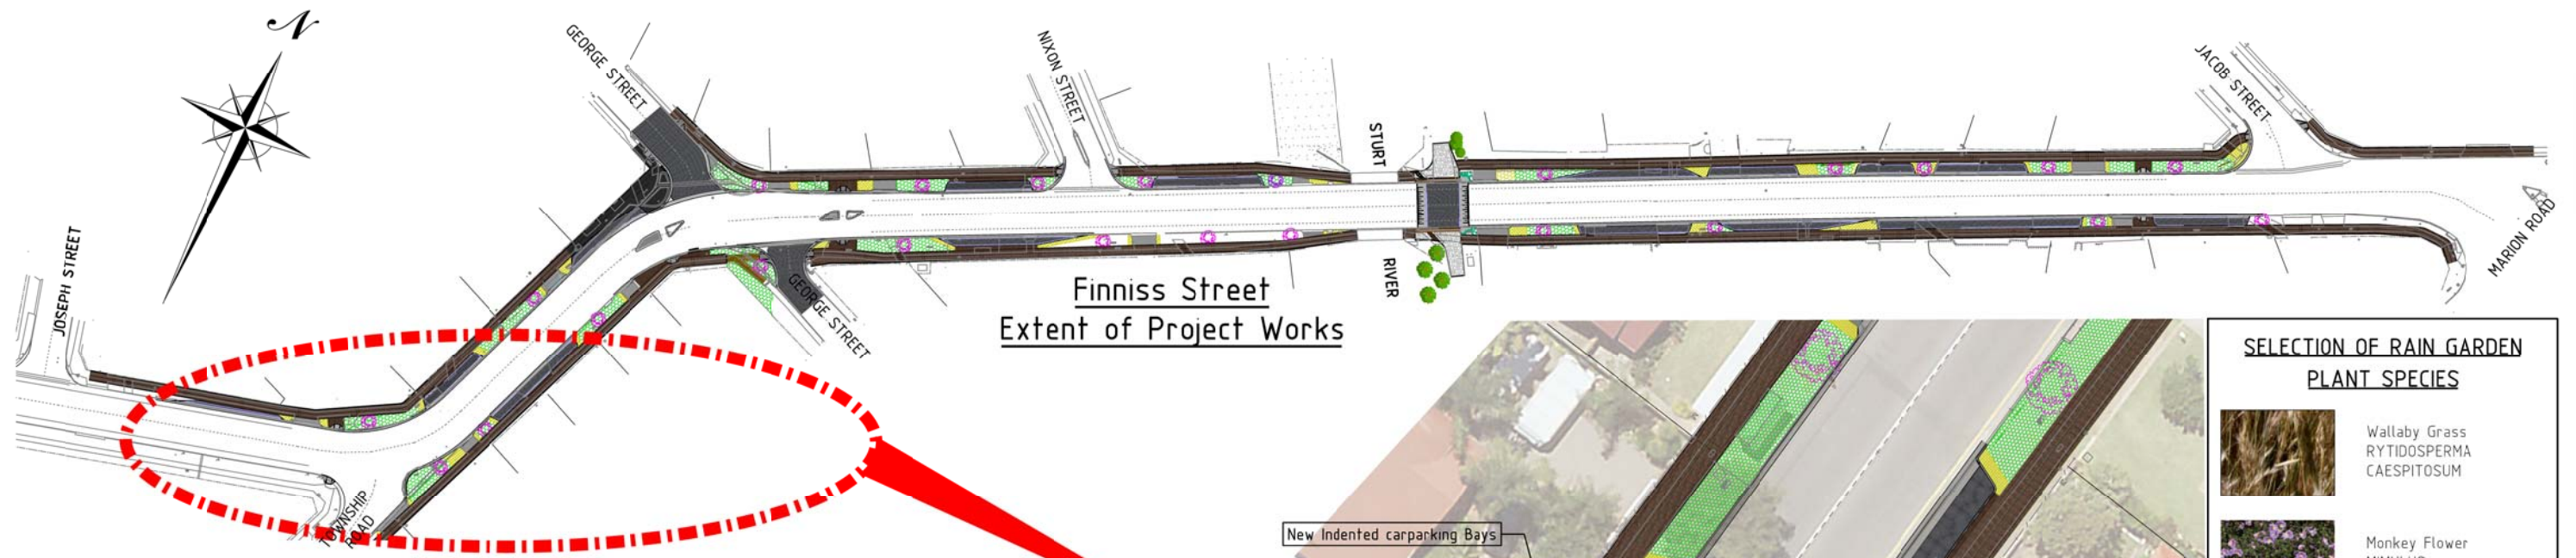 N
GEORGE STREET
NIXON STREET
STURT
JACOB STREET
JOSEPH STREET
GEORGE STREET
RIVER
MARION ROAD
Finniss Street
Extent of Project Works
TOWNSHIP
ROAD
New Indented carparking Bays
SELECTION OF RAIN GARDEN
PLANT SPECIES
Wallaby Grass
RYTIDOSPERMA
CAESPITOSUM
Monkey Flower